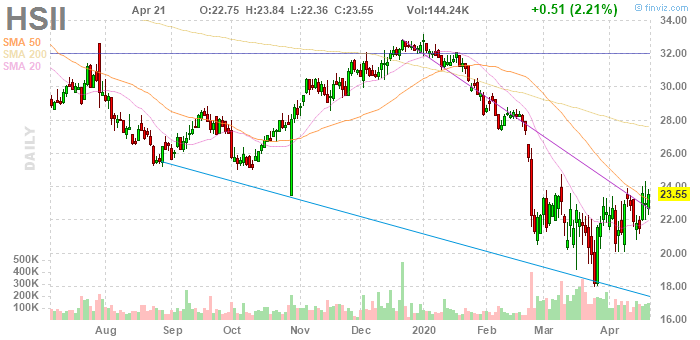 HSII
Apr 21 O:22.75 H:23.84 L:22.36 C:23.55 Vol:144.24K +0.51 (2.21%)
© finviz.com
SMA 50
SMA 200
SMA 20
DAILY
34.00
32.00
30.00
28.00
26.00
24.00
23.55
22.00
20.00
18.00
16.00
500K
400K
300K
200K
100K
Aug Sep Oct Nov Dec 2020 Feb Mar Apr